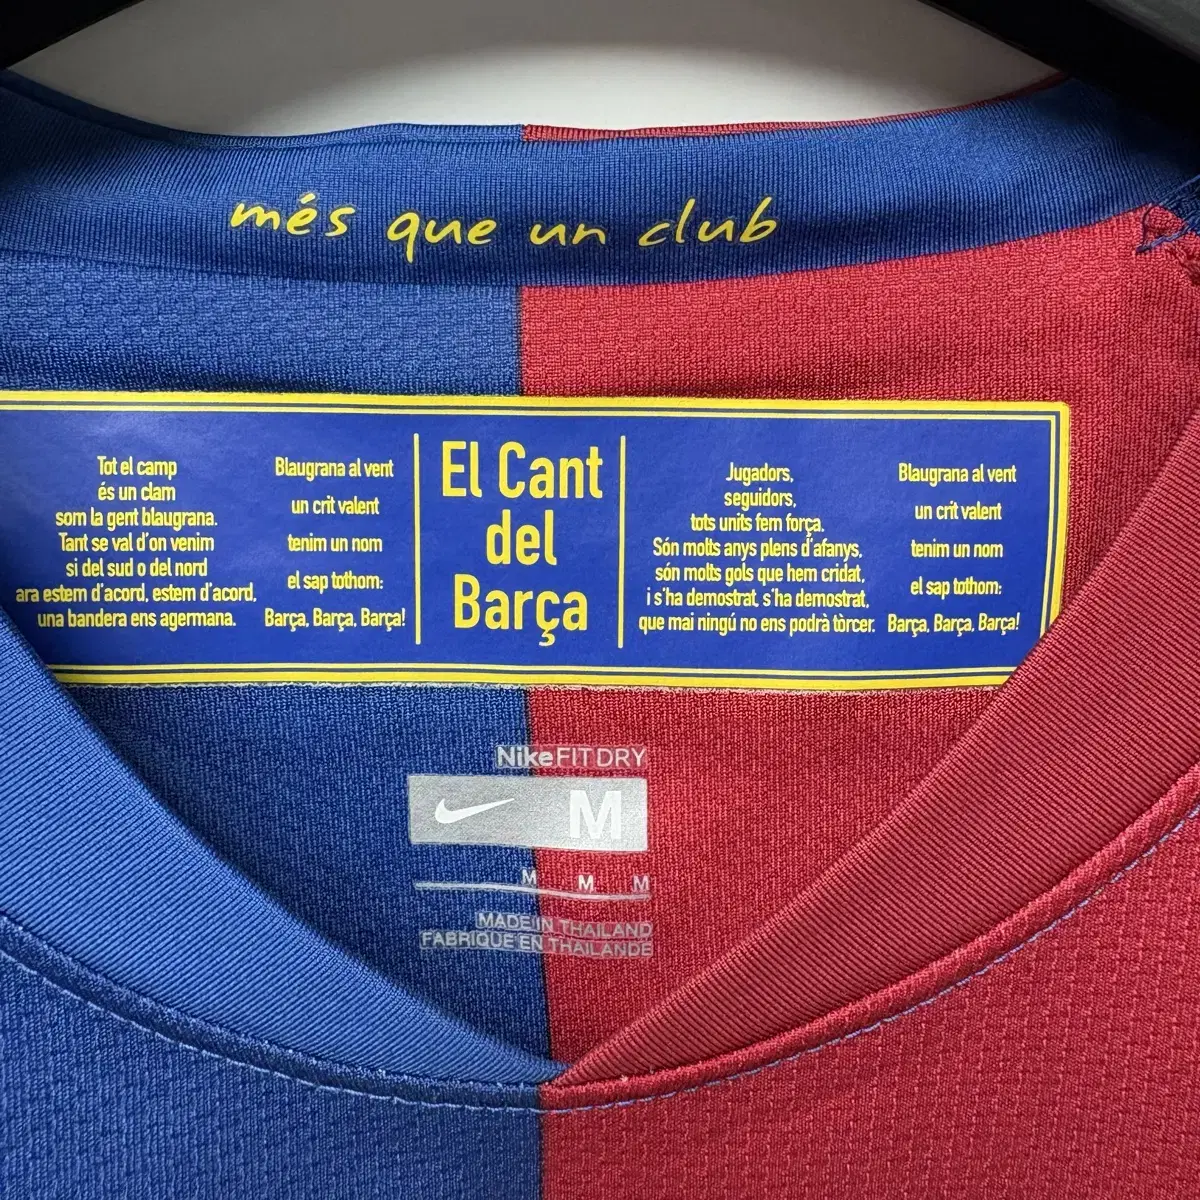 més que un club
Tot el camp
és un clam
som la gent blaugrana.
Tant se val d'on venim
si del sud o del nord
ara estem d'acord, estem d'acord,
una bandera ens agermana.
Blaugrana al vent
un crit valent
tenim un nom
el sap tothom:
Barça, Barça, Barça!
El Cant
del
Barça
Jugadors,
seguidors,
tots units fem força.
Són molts anys plens d'afanys,
són molts gols que hem cridat,
i s'ha demostrat, s'ha demostrat,
que mai ningú no ens podrà tòrcer.
Blaugrana al vent
un crit valent
tenim un nom
el sap tothom:
Barça, Barça, Barça!
NikeFIT DRY
M
M M M
MADE IN THAILAND
FABRIQUÉ EN THAILANDE